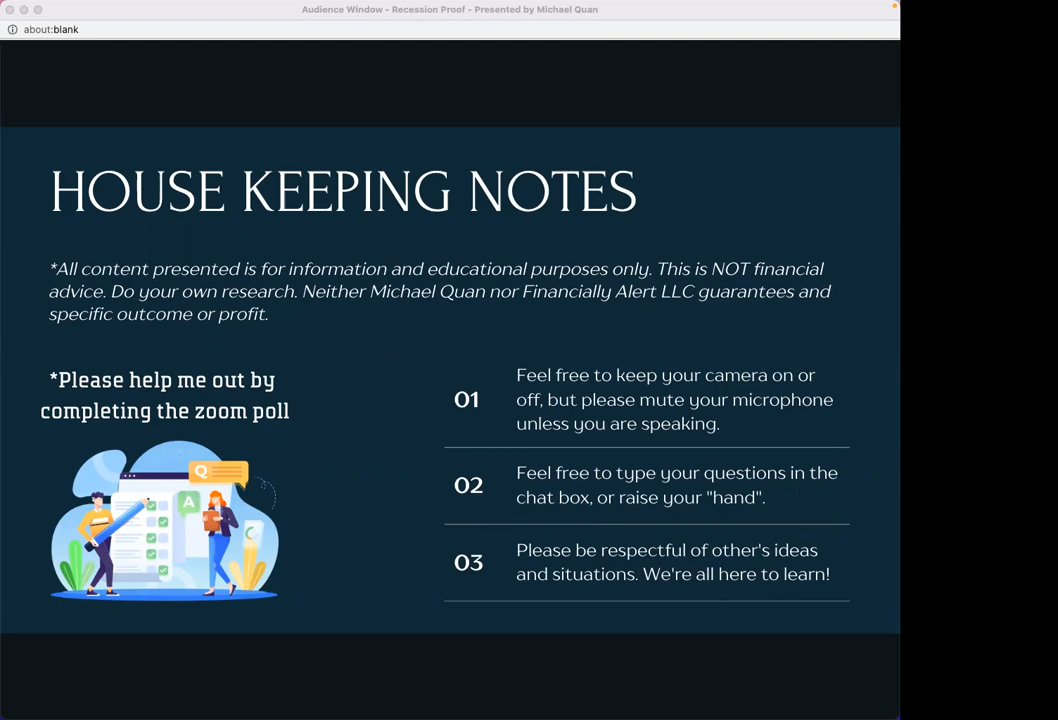 Audience Window - Recession Proof - Presented by Michael Quan
about:blank
HOUSE KEEPING NOTES
*All content presented is for information and educational purposes only. This is NOT financial
advice. Do your own research. Neither Michael Quan nor Financially Alert LLC guarantees and
specific outcome or profit.
*Please help me out by
completing the zoom poll
Q
A
01
Feel free to keep your camera on or
off, but please mute your microphone
unless you are speaking.
02
Feel free to type your questions in the
chat box, or raise your "hand".
03
Please be respectful of other's ideas
and situations. We're all here to learn!